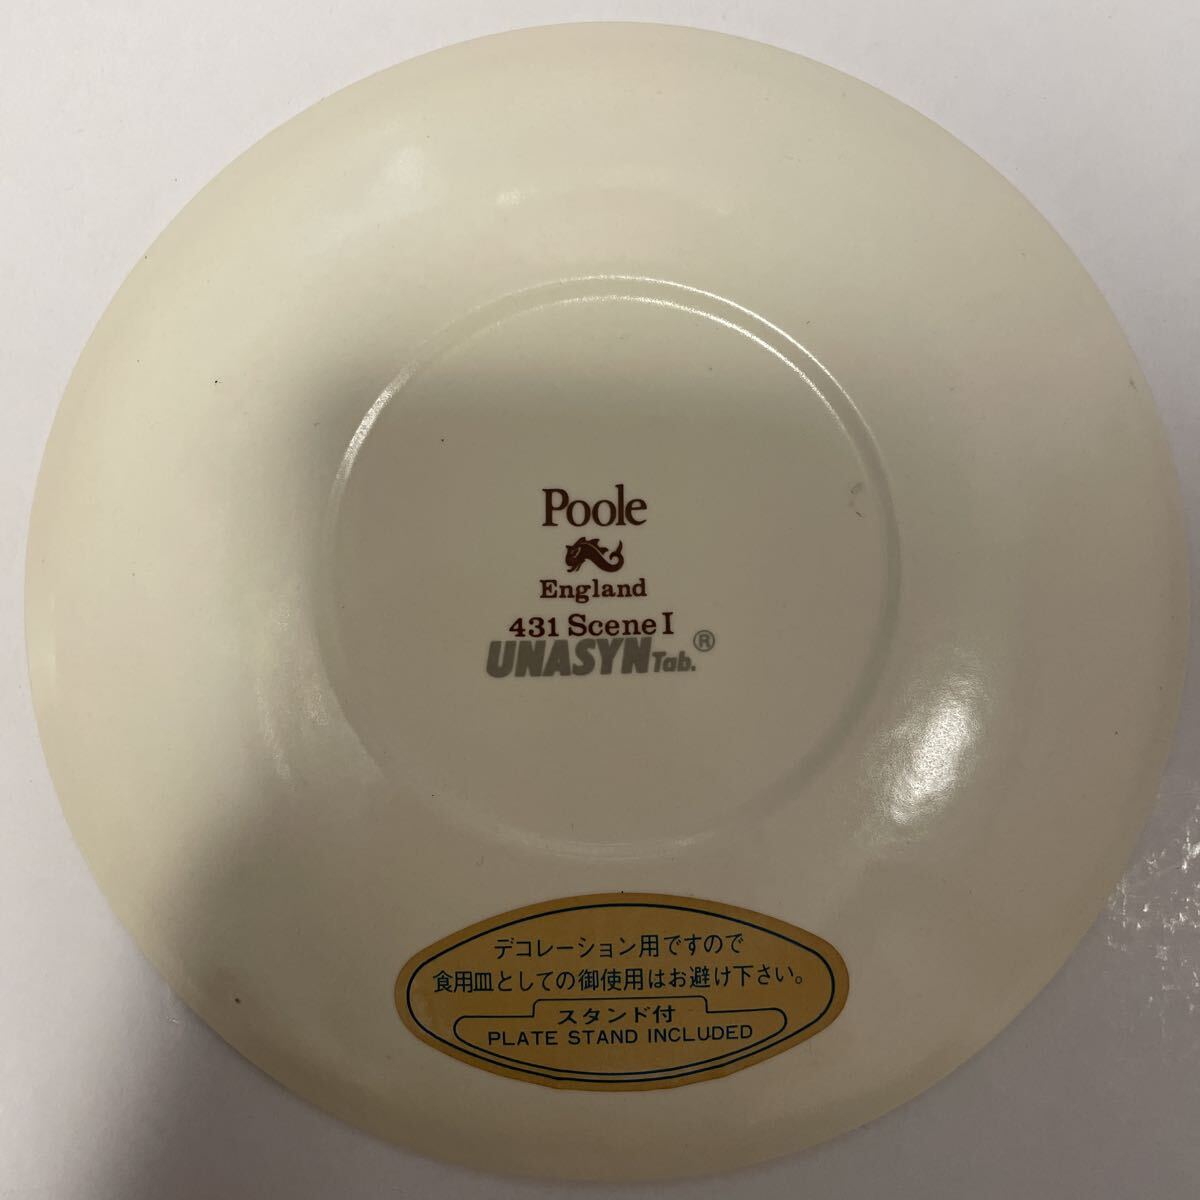 Poole
England
431 Scene I
UNASYN Tab.®
デコレーション用ですので
食用皿としての御使用はお避け下さい。
スタンド付
PLATE STAND INCLUDED